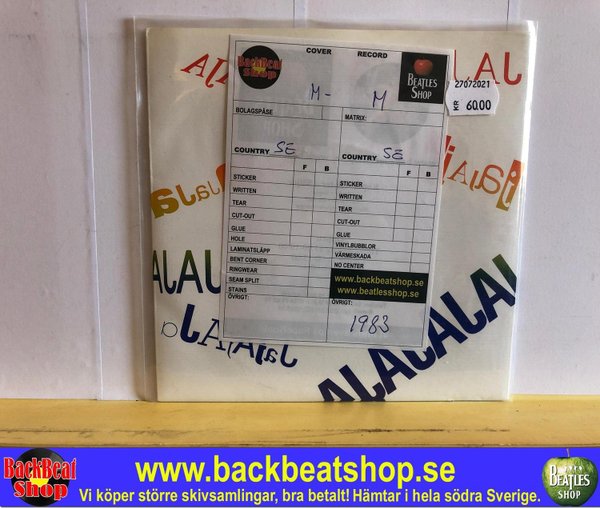 COVER RECORD
BackBeat
Shop
BEATLES
SHOP
M- M
27072021
KR 60.00
BOLAGSPÅSE MATRIX:
COUNTRY SE COUNTRY SE
F B F B
STICKER STICKER
WRITTEN WRITTEN
TEAR TEAR
CUT-OUT CUT-OUT
GLUE GLUE
HOLE VINYLBUBBLOR
LAMINATSLÄPP VÄRMESKADA
BENT CORNER NO CENTER
RINGWEAR
SEAM SPLIT
STAINS
www.backbeatshop.se
www.beatlesshop.se
ÖVRIGT: ÖVRIGT:
1983
JaJAJaJaJ
ALAJAJAJAJ
BackBeat
Shop
www.backbeatshop.se
Vi köper större skivsamlingar, bra betalt! Hämtar i hela södra Sverige.
BEATLES
SHOP